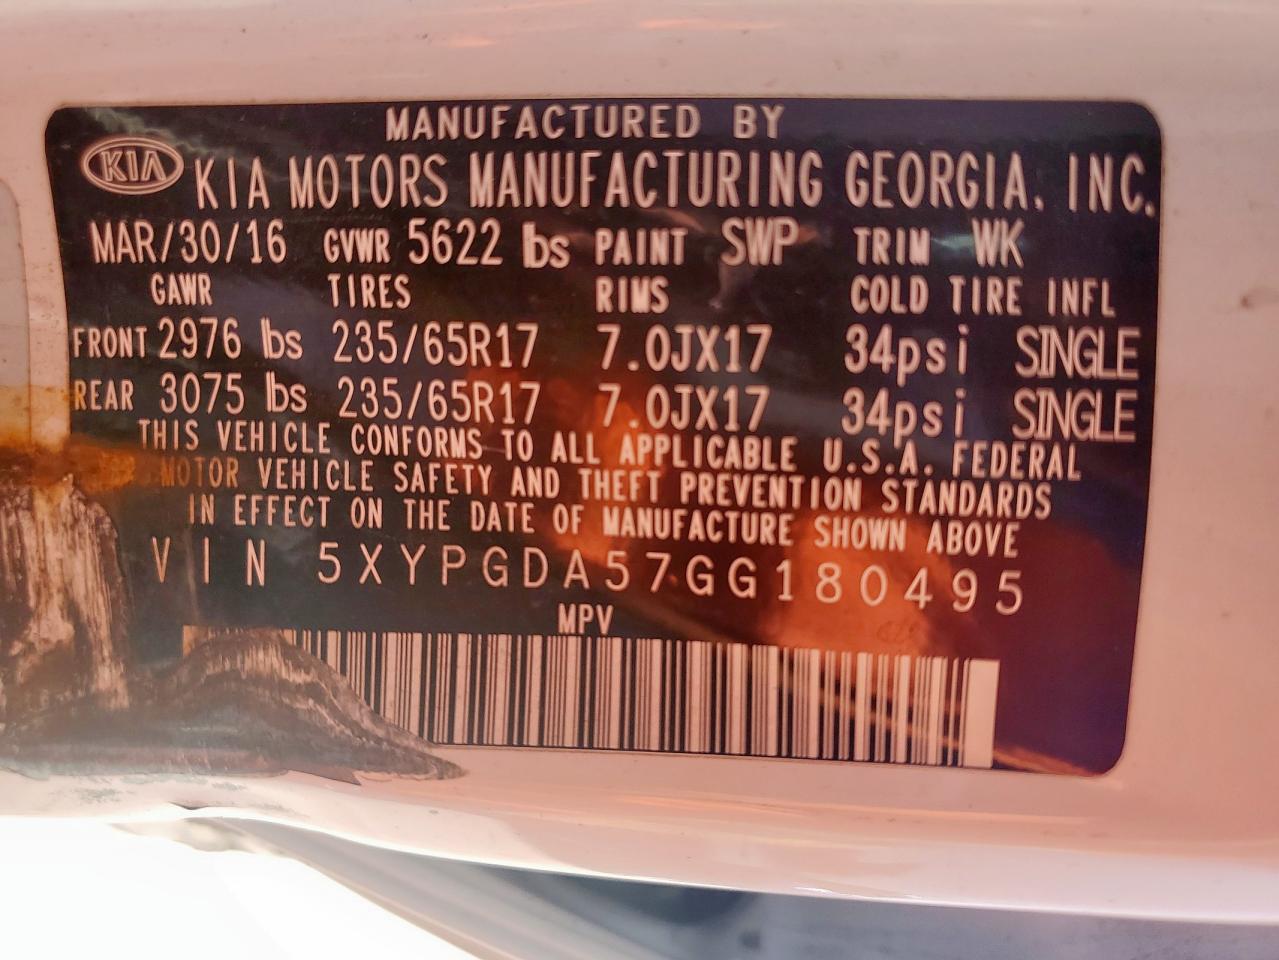 MANUFACTURED BY
KIA KIA MOTORS MANUFACTURING GEORGIA, INC.
MAR/30/16 GVWR 5622 lbs PAINT SWP TRIM WK
GAWR TIRES RIMS COLD TIRE INFL
FRONT 2976 lbs 235/65R17 7.0JX17 34psi SINGLE
REAR 3075 lbs 235/65R17 7.0JX17 34psi SINGLE
THIS VEHICLE CONFORMS TO ALL APPLICABLE U.S.A. FEDERAL
MOTOR VEHICLE SAFETY AND THEFT PREVENTION STANDARDS
IN EFFECT ON THE DATE OF MANUFACTURE SHOWN ABOVE
VIN 5XYPGDA57GG180495
MPV